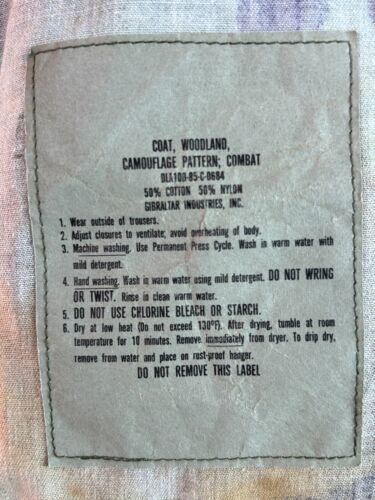 COAT, WOODLAND,
CAMOUFLAGE PATTERN; COMBAT
DLA100-85-C-0684
50% COTTON 50% NYLON
GIBRALTAR INDUSTRIES, INC.
1. Wear outside of trousers.
2. Adjust closures to ventilate; avoid overheating of body.
3. Machine washing. Use Permanent Press Cycle. Wash in warm water with
mild detergent.
4. Hand washing. Wash in warm water using mild detergent. DO NOT WRING
OR TWIST. Rinse in clean warm water.
5. DO NOT USE CHLORINE BLEACH OR STARCH.
6. Dry at low heat (Do not exceed 130°F). After drying, tumble at room
temperature for 10 minutes. Remove immediately from dryer. To drip dry,
remove from water and place on rust-proof hanger.
DO NOT REMOVE THIS LABEL